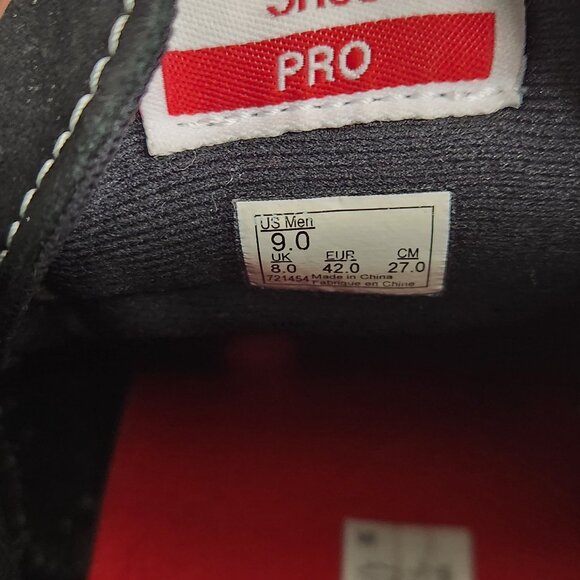 PRO
US Men
9.0
UK EUR CM
8.0 42.0 27.0
721454 Made in China
Fabrique en Chine